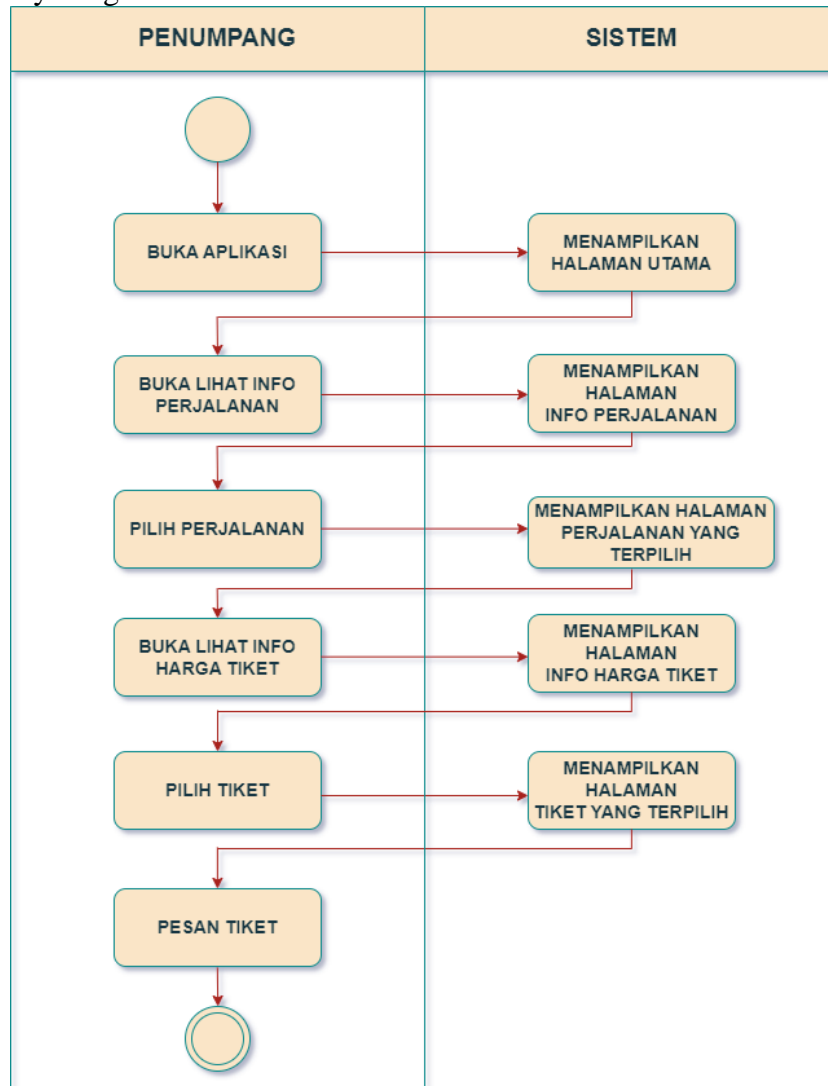 PENUMPANG
SISTEM
BUKA APLIKASI
MENAMPILKAN
HALAMAN UTAMA
BUKA LIHAT INFO
PERJALANAN
MENAMPILKAN
HALAMAN
INFO PERJALANAN
PILIH PERJALANAN
MENAMPILKAN HALAMAN
PERJALANAN YANG
TERPILIH
BUKA LIHAT INFO
HARGA TIKET
MENAMPILKAN
HALAMAN
INFO HARGA TIKET
PILIH TIKET
MENAMPILKAN
HALAMAN
TIKET YANG TERPILIH
PESAN TIKET